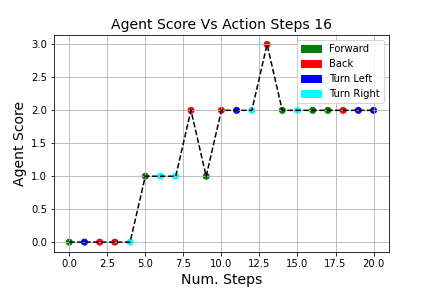 Agent Score Vs Action Steps 16
Agent Score
3.0
2.5
2.0
1.5
1.0
0.5
0.0
Forward
Back
Turn Left
Turn Right
0.0 2.5 5.0 7.5 10.0 12.5 15.0 17.5 20.0
Num. Steps